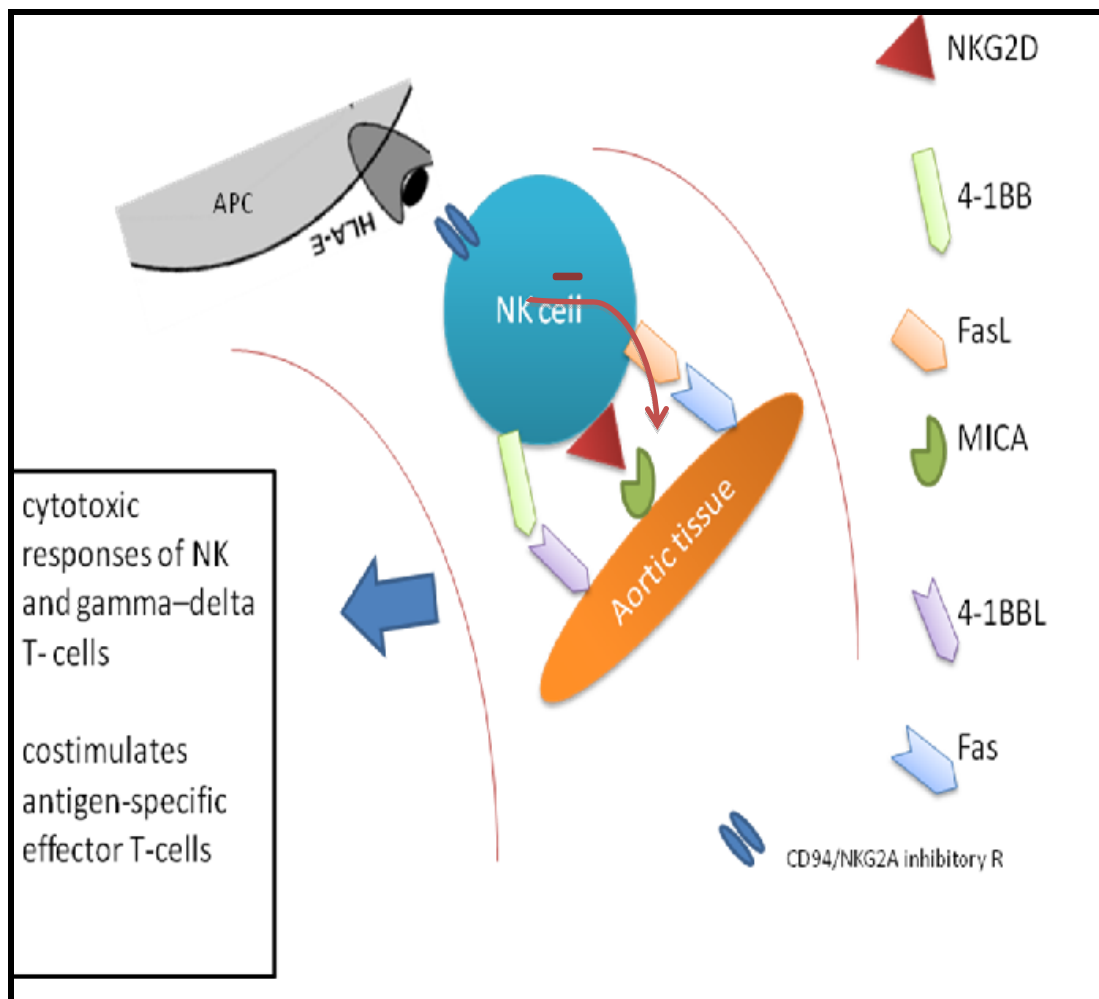 NKG2D
4-1BB
FasL
MICA
4-1BBL
Fas
CD94/NKG2A inhibitory R
APC
HLA-E
NK cell
Aortic tissue
cytotoxic
responses of NK
and gamma–delta
T- cells
costimulates
antigen-specific
effector T-cells